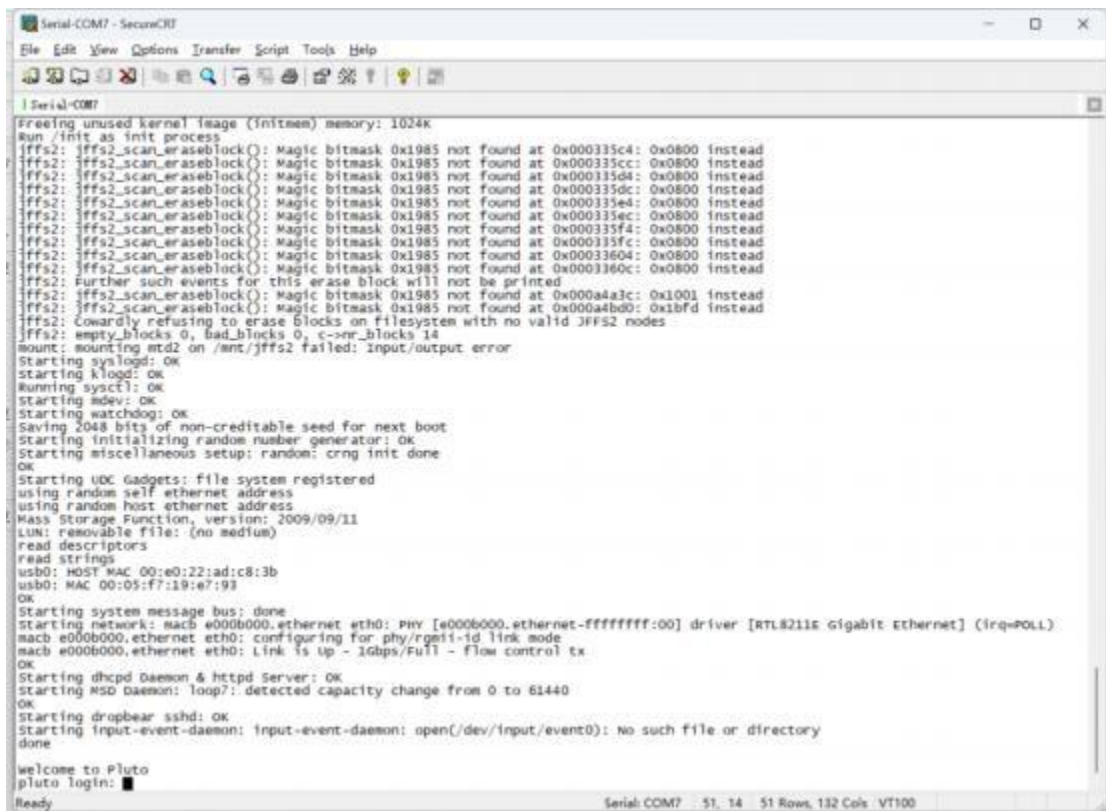 Serial-COM7 - SecureCRT
File Edit View Options Transfer Script Tools Help
Serial-COM7
Freeing unused kernel image (initmem) memory: 1024K
Run /init as init process
jffs2: jffs2_scan_eraseblock(): Magic bitmask 0x1985 not found at 0x000335c4: 0x0800 instead
jffs2: jffs2_scan_eraseblock(): Magic bitmask 0x1985 not found at 0x000335cc: 0x0800 instead
jffs2: jffs2_scan_eraseblock(): Magic bitmask 0x1985 not found at 0x000335d4: 0x0800 instead
jffs2: jffs2_scan_eraseblock(): Magic bitmask 0x1985 not found at 0x000335dc: 0x0800 instead
jffs2: jffs2_scan_eraseblock(): Magic bitmask 0x1985 not found at 0x000335e4: 0x0800 instead
jffs2: jffs2_scan_eraseblock(): Magic bitmask 0x1985 not found at 0x000335ec: 0x0800 instead
jffs2: jffs2_scan_eraseblock(): Magic bitmask 0x1985 not found at 0x000335f4: 0x0800 instead
jffs2: jffs2_scan_eraseblock(): Magic bitmask 0x1985 not found at 0x000335fc: 0x0800 instead
jffs2: jffs2_scan_eraseblock(): Magic bitmask 0x1985 not found at 0x00033604: 0x0800 instead
jffs2: jffs2_scan_eraseblock(): Magic bitmask 0x1985 not found at 0x0003360c: 0x0800 instead
jffs2: Further such events for this erase block will not be printed
jffs2: jffs2_scan_eraseblock(): Magic bitmask 0x1985 not found at 0x000a4a3c: 0x1001 instead
jffs2: jffs2_scan_eraseblock(): Magic bitmask 0x1985 not found at 0x000a4bd0: 0x1bfd instead
jffs2: Cowardly refusing to erase blocks on filesystem with no valid JFFS2 nodes
jffs2: empty_blocks 0, bad_blocks 0, c->nr_blocks 14
mount: mounting mtd2 on /mnt/jffs2 failed: Input/output error
Starting syslogd: OK
Starting klogd: OK
Running sysctl: OK
Starting mdev: OK
Starting watchdog: OK
Saving 2048 bits of non-creditable seed for next boot
Starting initializing random number generator: OK
Starting miscellaneous setup: random: crng init done
OK
Starting UDC Gadgets: file system registered
using random self ethernet address
using random host ethernet address
Mass Storage Function, version: 2009/09/11
LUN: removable file: (no medium)
read descriptors
read strings
usb0: HOST MAC 00:e0:22:ad:c8:3b
usb0: MAC 00:05:f7:19:e7:93
OK
Starting system message bus: done
Starting network: macb e000b000.ethernet eth0: PHY [e000b000.ethernet-ffffffff:00] driver [RTL8211E Gigabit Ethernet] (irq=POLL)
macb e000b000.ethernet eth0: configuring for phy/rgmii-id link mode
macb e000b000.ethernet eth0: Link is Up - 1Gbps/Full - flow control tx
OK
Starting dhcpd Daemon & httpd Server: OK
Starting MSD Daemon: loop7: detected capacity change from 0 to 61440
OK
Starting dropbear sshd: OK
Starting input-event-daemon: input-event-daemon: open(/dev/input/event0): No such file or directory
done
Welcome to Pluto
pluto login:
Ready Serial: COM7 51, 14 51 Rows, 132 Cols VT100